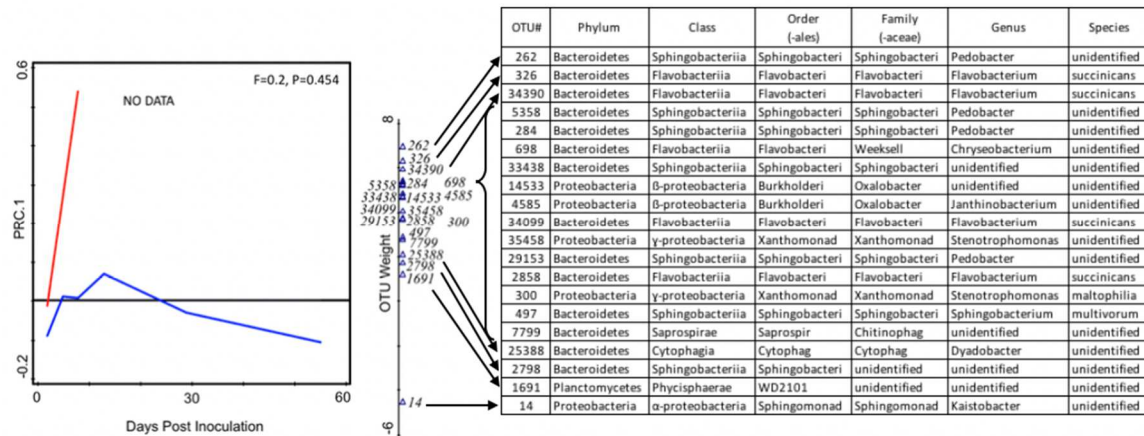 0.6
F=0.2, P=0.454
NO DATA
PRC.1
-0.2
0
20
40
60
Days Post Inoculation
8
262
326
34390
5358 284 698
33438 14533 4585
34099 35458
29153 2858 300
497
7799
25388
2798
1691
14
OTU Weight
-6
OTU# Phylum Class Order (-ales) Family (-aceae) Genus Species
262 Bacteroidetes Sphingobacteriia Sphingobacteri Sphingobacteri Pedobacter unidentified
326 Bacteroidetes Flavobacteriia Flavobacteri Flavobacteri Flavobacterium succinicans
34390 Bacteroidetes Flavobacteriia Flavobacteri Flavobacteri Flavobacterium succinicans
5358 Bacteroidetes Sphingobacteriia Sphingobacteri Sphingobacteri Pedobacter unidentified
284 Bacteroidetes Sphingobacteriia Sphingobacteri Sphingobacteri Pedobacter unidentified
698 Bacteroidetes Flavobacteriia Flavobacteri Weeksell Chryseobacterium unidentified
33438 Bacteroidetes Sphingobacteriia Sphingobacteri Sphingobacteri unidentified unidentified
14533 Proteobacteria ß-proteobacteria Burkholderi Oxalobacter unidentified unidentified
4585 Proteobacteria ß-proteobacteria Burkholderi Oxalobacter Janthinobacterium unidentified
34099 Bacteroidetes Flavobacteriia Flavobacteri Flavobacteri Flavobacterium succinicans
35458 Proteobacteria γ-proteobacteria Xanthomonad Xanthomonad Stenotrophomonas unidentified
29153 Bacteroidetes Sphingobacteriia Sphingobacteri Sphingobacteri Pedobacter unidentified
2858 Bacteroidetes Flavobacteriia Flavobacteri Flavobacteri Flavobacterium succinicans
300 Proteobacteria γ-proteobacteria Xanthomonad Xanthomonad Stenotrophomonas maltophilia
497 Bacteroidetes Sphingobacteriia Sphingobacteri Sphingobacteri Sphingobacterium multivorum
7799 Bacteroidetes Saprospirae Saprospir Chitinophag unidentified unidentified
25388 Bacteroidetes Cytophagia Cytophag Cytophag Dyadobacter unidentified
2798 Bacteroidetes Sphingobacteriia Sphingobacteri unidentified unidentified unidentified
1691 Planctomycetes Phycisphaerae WD2101 unidentified unidentified unidentified
14 Proteobacteria α-proteobacteria Sphingomonad Sphingomonad Kaistobacter unidentified